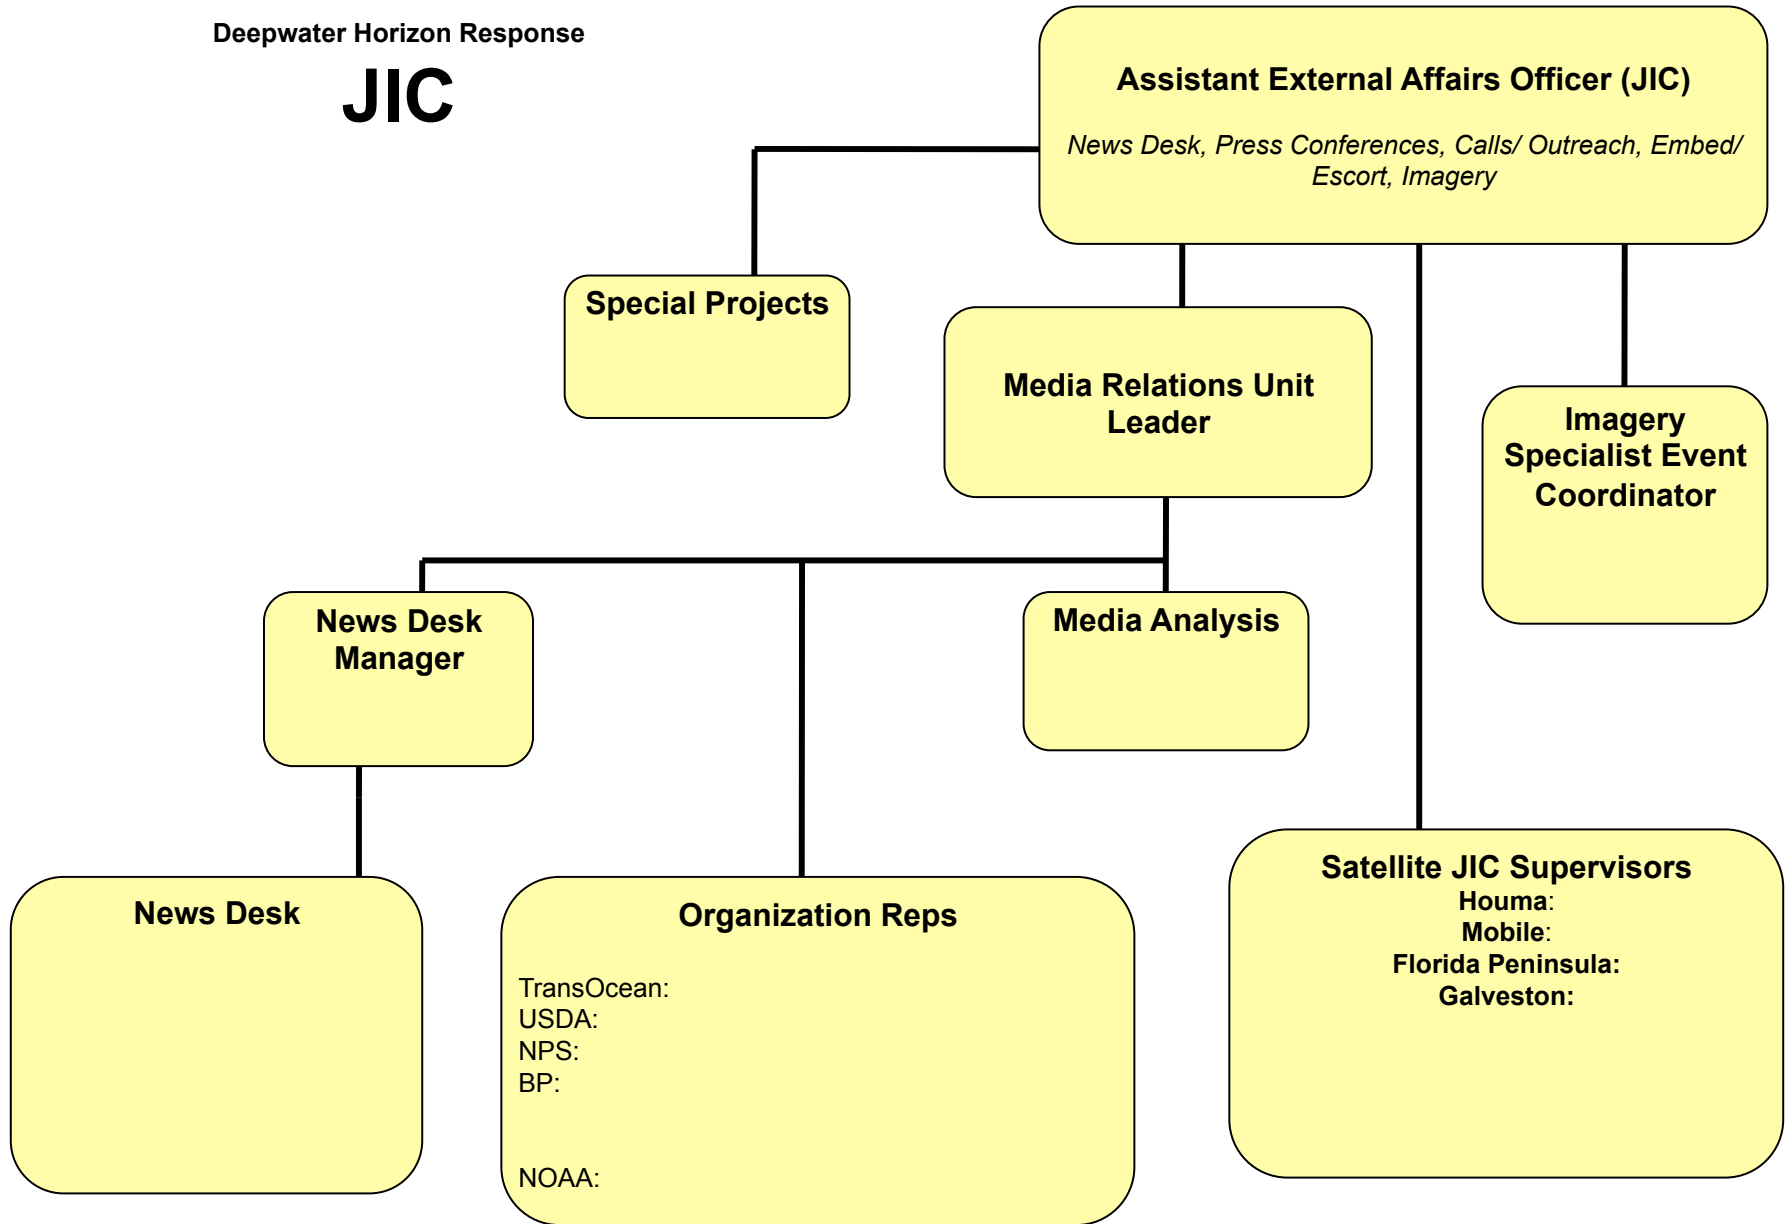 Deepwater Horizon Response
JIC
Assistant External Affairs Officer (JIC)
News Desk, Press Conferences, Calls/ Outreach, Embed/
Escort, Imagery
Special Projects
Media Relations Unit
Leader
Imagery
Specialist Event
Coordinator
News Desk
Manager
Media Analysis
News Desk
Organization Reps
TransOcean:
USDA:
NPS:
BP:
NOAA:
Satellite JIC Supervisors
Houma:
Mobile:
Florida Peninsula:
Galveston: